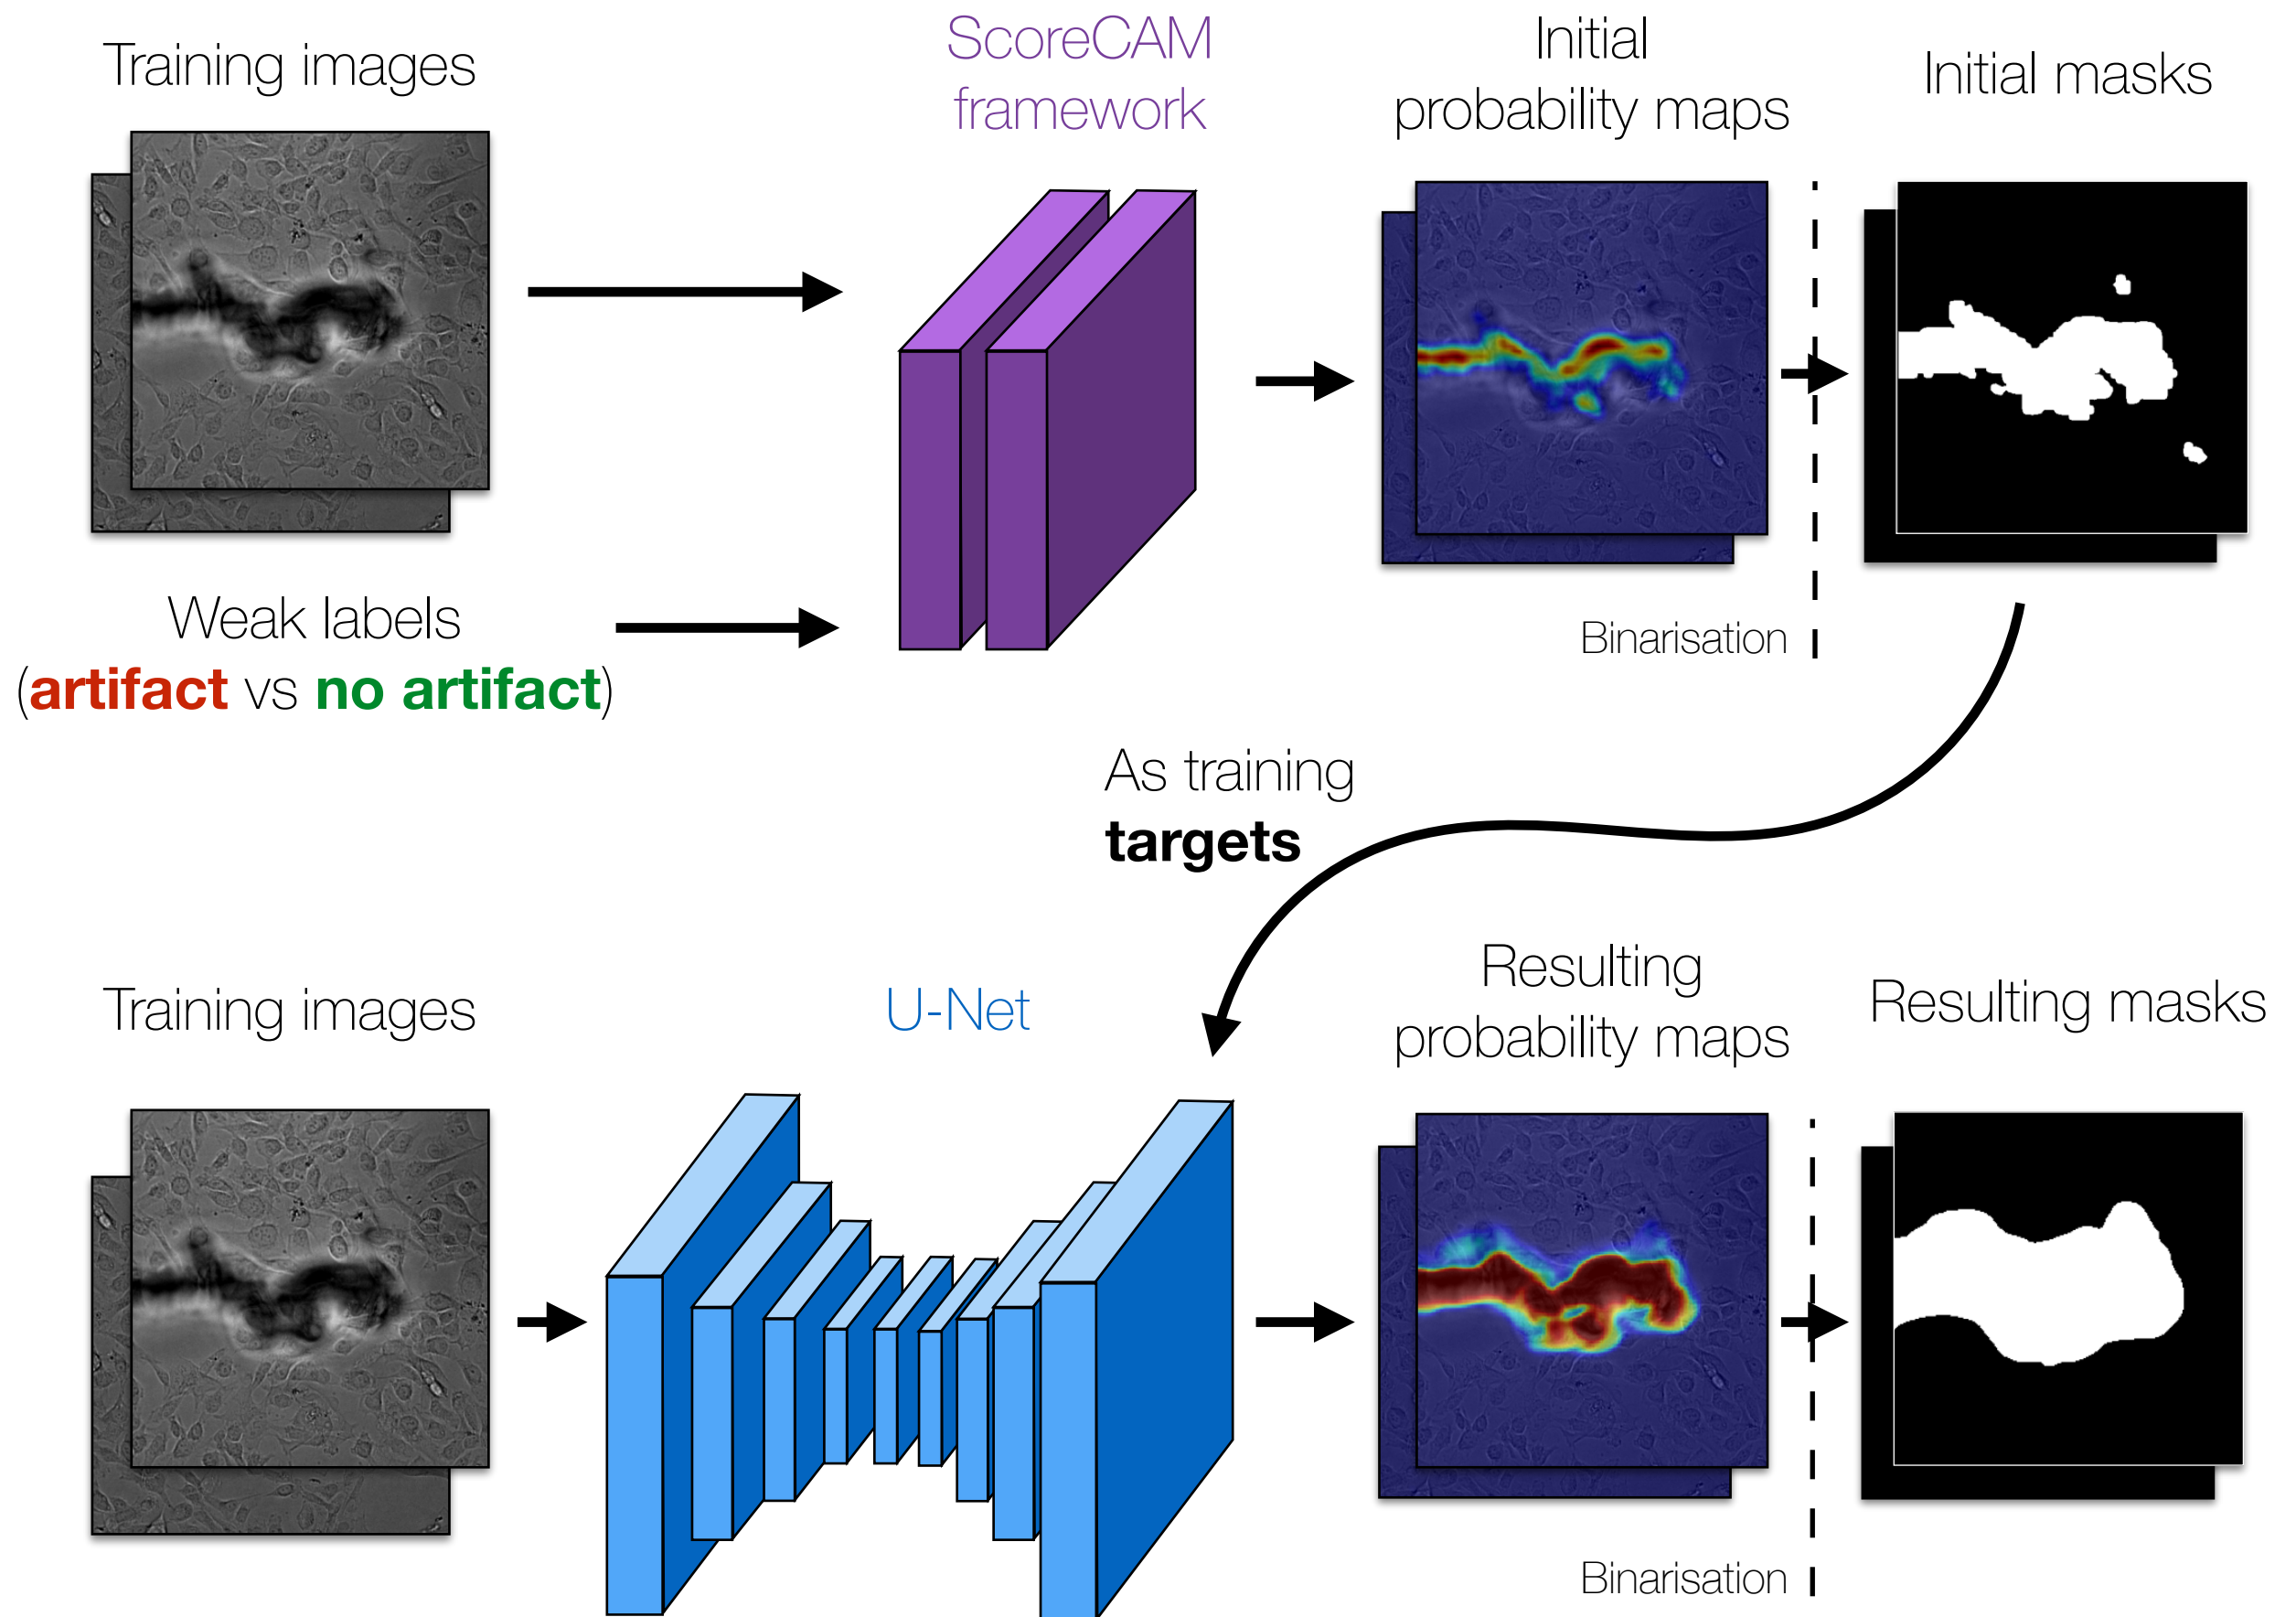 Training images
ScoreCAM
framework
Initial
probability maps
Initial masks
Weak labels
(artifact vs no artifact)
Binarisation
As training
targets
Training images
U-Net
Resulting
probability maps
Resulting masks
Binarisation